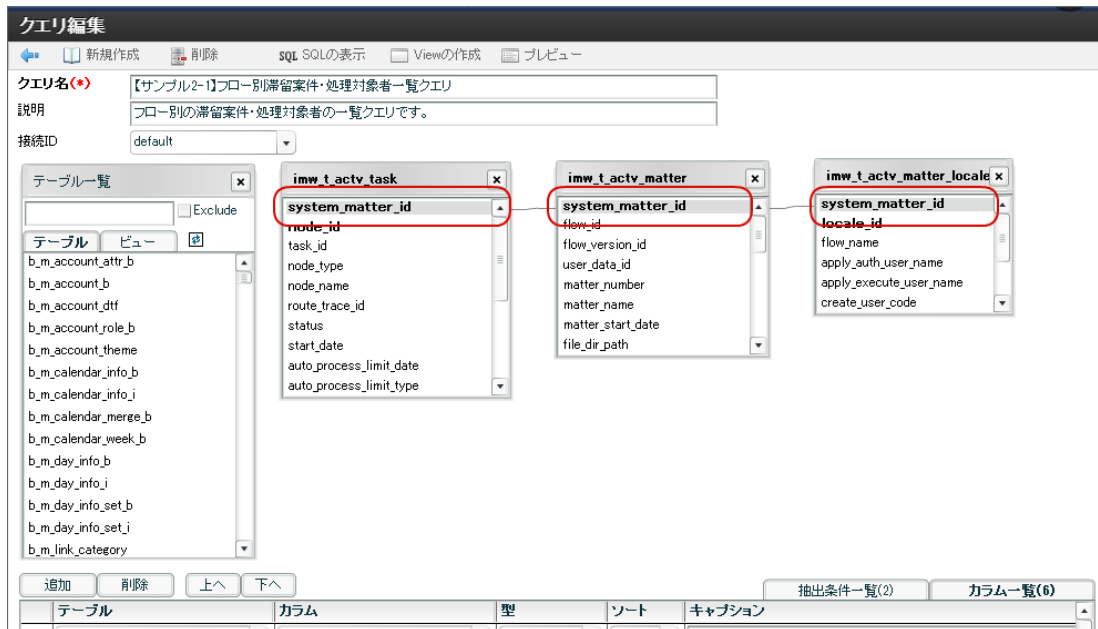 クエリ編集
新規作成 削除 SQL SQLの表示 Viewの作成 プレビュー
クエリ名(*) 【サンプル2-1】フロー別滞留案件・処理対象者一覧クエリ
説明 フロー別の滞留案件・処理対象者の一覧クエリです。
接続ID default
テーブル一覧
Exclude
テーブル ビュー
b_m_account_attr_b
b_m_account_b
b_m_account_dtf
b_m_account_role_b
b_m_account_theme
b_m_calendar_info_b
b_m_calendar_info_i
b_m_calendar_merge_b
b_m_calendar_week_b
b_m_day_info_b
b_m_day_info_i
b_m_day_info_set_b
b_m_day_info_set_i
b_m_link_category
imw_t_actv_task
system_matter_id
node_id
task_id
node_type
node_name
route_trace_id
status
start_date
auto_process_limit_date
auto_process_limit_type
imw_t_actv_matter
system_matter_id
flow_id
flow_version_id
user_data_id
matter_number
matter_name
matter_start_date
file_dir_path
imw_t_actv_matter_locale
system_matter_id
locale_id
flow_name
apply_auth_user_name
apply_execute_user_name
create_user_code
追加 削除 上へ 下へ 抽出条件一覧(2) カラム一覧(6)
テーブル カラム 型 ソート キャプション